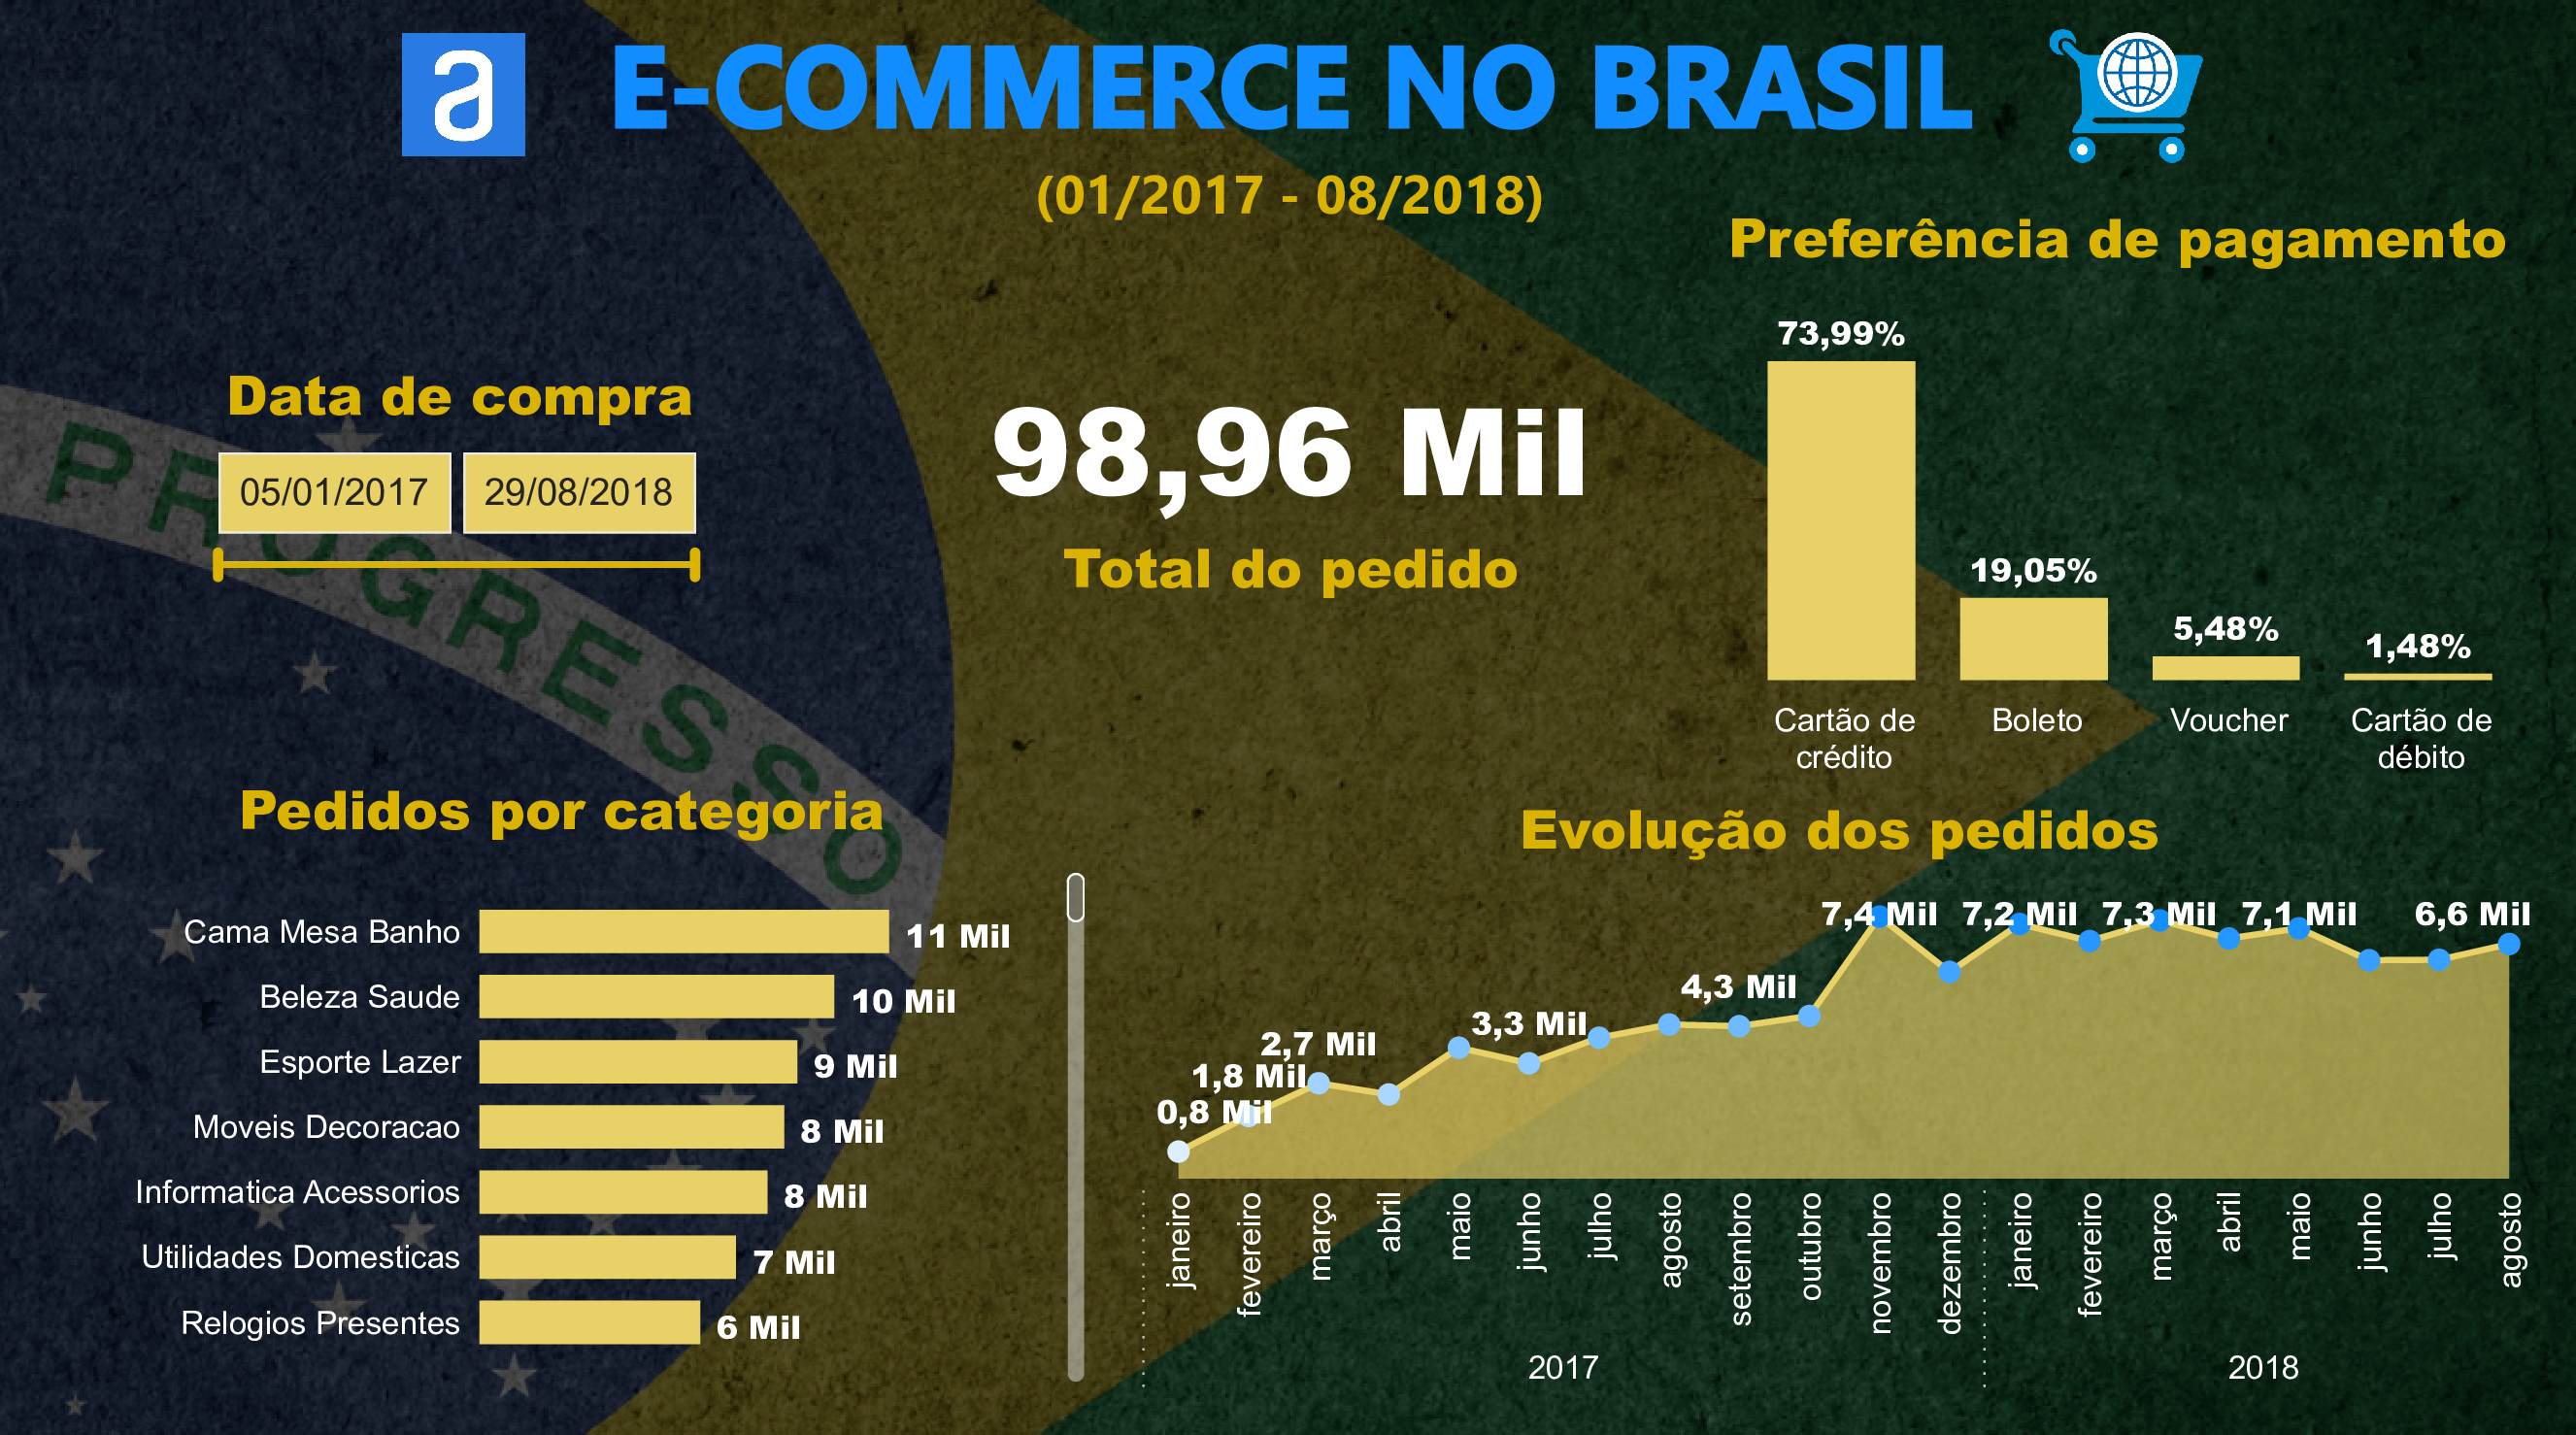 a
E-COMMERCE NO BRASIL
(01/2017 - 08/2018)
Data de compra
05/01/2017
29/08/2018
PROGRESSO
98,96 Mil
Total do pedido
Preferência de pagamento
73,99%
19,05%
5,48%
1,48%
Cartão de
crédito
Boleto
Voucher
Cartão de
débito
Pedidos por categoria
Cama Mesa Banho
11 Mil
Beleza Saude
10 Mil
Esporte Lazer
9 Mil
Moveis Decoracao
8 Mil
Informatica Acessorios
8 Mil
Utilidades Domesticas
7 Mil
Relogios Presentes
6 Mil
Evolução dos pedidos
0,8 Mil
1,8 Mil
2,7 Mil
3,3 Mil
4,3 Mil
7,4 Mil
7,2 Mil
7,3 Mil
7,1 Mil
6,6 Mil
janeiro
fevereiro
março
abril
maio
junho
julho
agosto
setembro
outubro
novembro
dezembro
janeiro
fevereiro
março
abril
maio
junho
julho
agosto
2017
2018